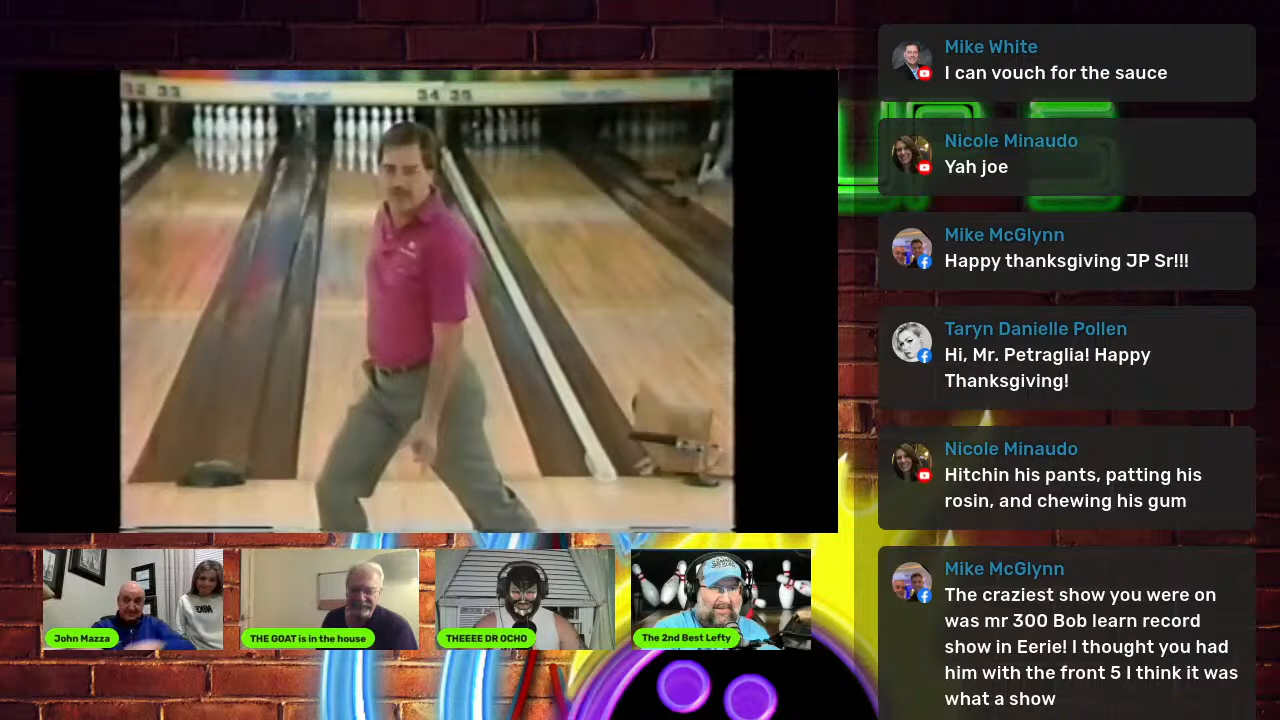 32 33
34 35
John Mazza
THE GOAT is in the house
THEEEE DR OCHO
The 2nd Best Lefty
Mike White
I can vouch for the sauce
Nicole Minaudo
Yah joe
Mike McGlynn
Happy thanksgiving JP Sr!!!
Taryn Danielle Pollen
Hi, Mr. Petraglia! Happy
Thanksgiving!
Nicole Minaudo
Hitchin his pants, patting his
rosin, and chewing his gum
Mike McGlynn
The craziest show you were on
was mr 300 Bob learn record
show in Eerie! I thought you had
him with the front 5 I think it was
what a show